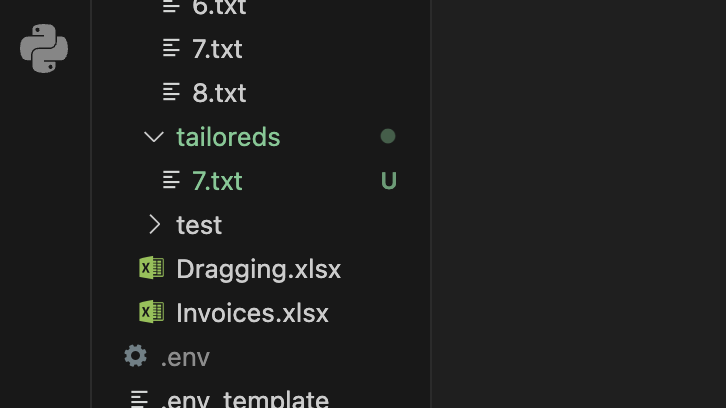 6.txt
7.txt
8.txt
tailoreds
7.txt U
test
Dragging.xlsx
Invoices.xlsx
.env
.env_template